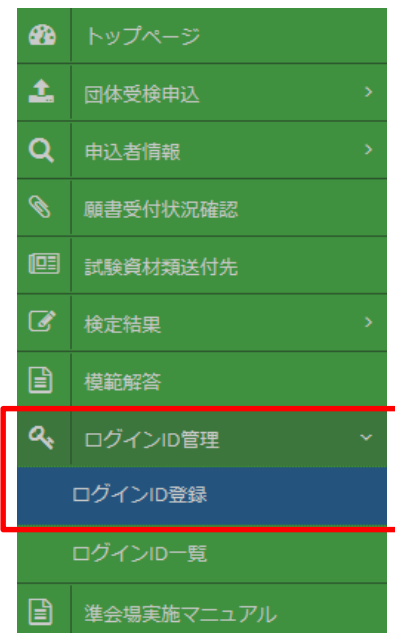 トップページ
団体受検申込
申込者情報
願書受付状況確認
試験資材類送付先
検定結果
模範解答
ログインID管理
ログインID登録
ログインID一覧
準会場実施マニュアル